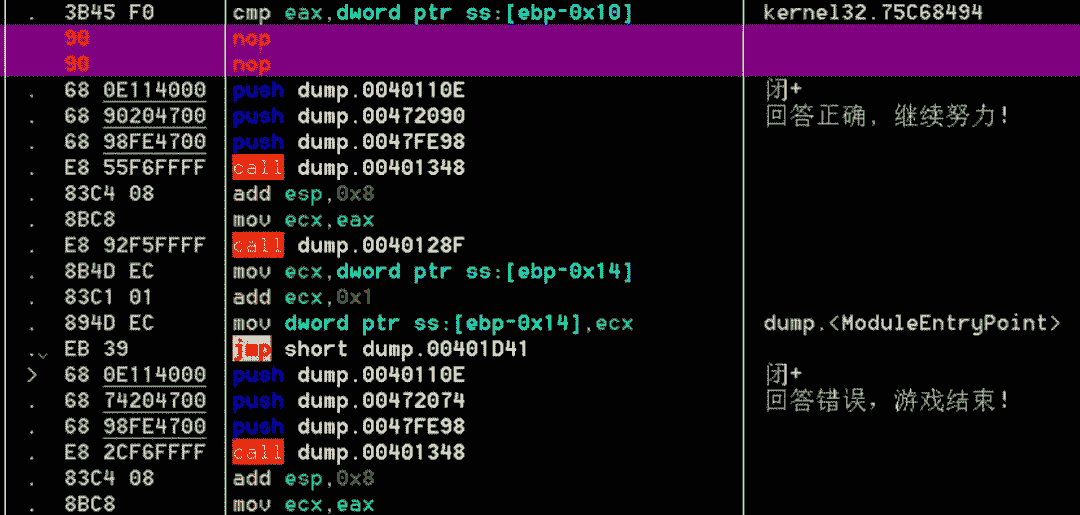 3B45 F0 cmp eax,dword ptr ss:[ebp-0x10] kernel32.75C68494
90 nop
90 nop
. 68 0E114000 push dump.0040110E 闭+
. 68 90204700 push dump.00472090 回答正确，继续努力!
. 68 98FE4700 push dump.0047FE98
. E8 55F6FFFF call dump.00401348
. 83C4 08 add esp,0x8
. 8BC8 mov ecx,eax
. E8 92F5FFFF call dump.0040128F
. 8B4D EC mov ecx,dword ptr ss:[ebp-0x14]
. 83C1 01 add ecx,0x1
. 894D EC mov dword ptr ss:[ebp-0x14],ecx dump.<ModuleEntryPoint>
. EB 39 jmp short dump.00401D41
> 68 0E114000 push dump.0040110E 闭+
. 68 74204700 push dump.00472074 回答错误，游戏结束!
. 68 98FE4700 push dump.0047FE98
. E8 2CF6FFFF call dump.00401348
. 83C4 08 add esp,0x8
. 8BC8 mov ecx,eax